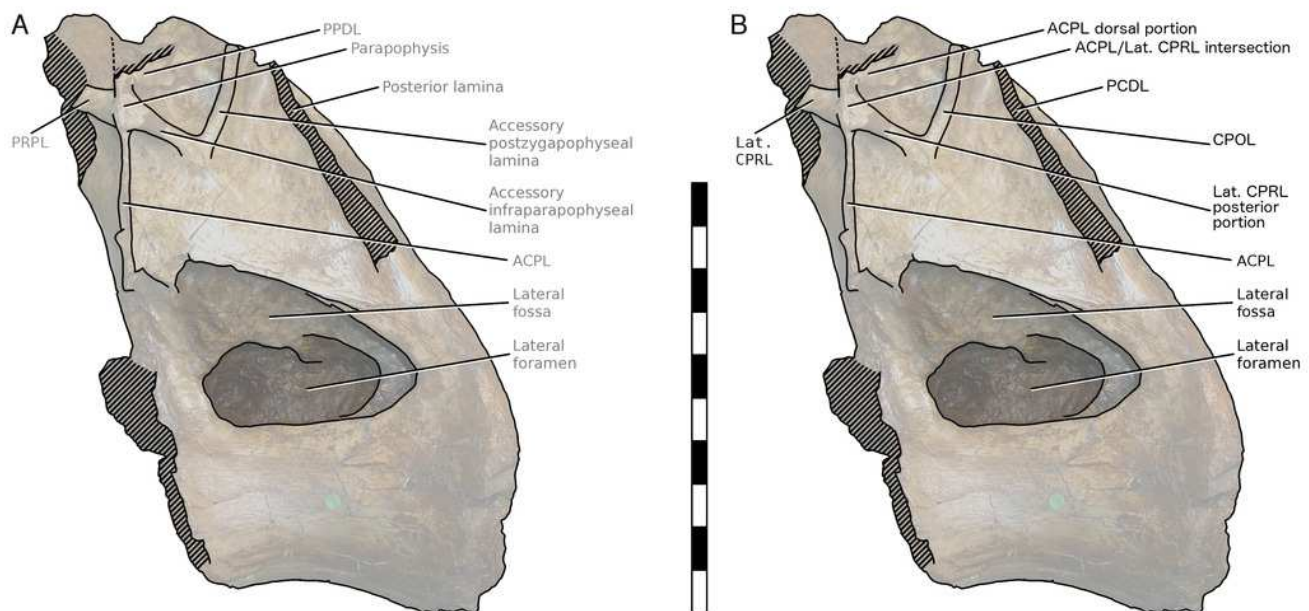 A
PPDL
Parapophysis
Posterior lamina
PRPL
Accessory
postzygapophyseal
lamina
Accessory
infraparapophyseal
lamina
ACPL
Lateral
fossa
Lateral
foramen
B
ACPL dorsal portion
ACPL/Lat. CPRL intersection
PCDL
Lat.
CPRL
CPOL
Lat. CPRL
posterior
portion
ACPL
Lateral
fossa
Lateral
foramen